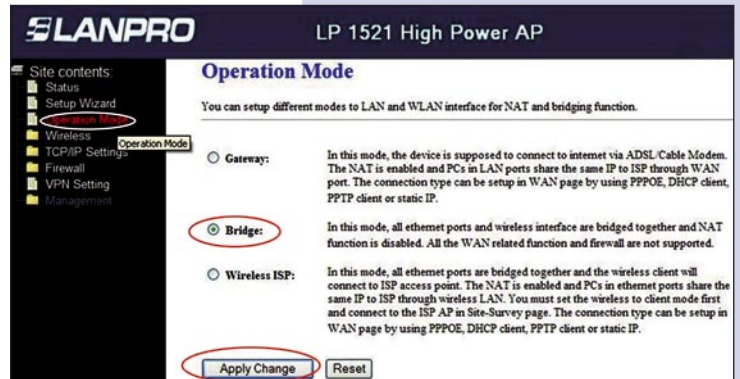 LANPRO
LP 1521 High Power AP
Site contents:
Status
Setup Wizard
Operation Mode
Wireless
TCP/IP Settings
Firewall
VPN Setting
Management
Operation Mode
Operation Mode
You can setup different modes to LAN and WLAN interface for NAT and bridging function.
Gateway:
In this mode, the device is supposed to connect to internet via ADSL/Cable Modem.
The NAT is enabled and PCs in LAN ports share the same IP to ISP through WAN
port. The connection type can be setup in WAN page by using PPPOE, DHCP client,
PPTP client or static IP.
Bridge:
In this mode, all ethernet ports and wireless interface are bridged together and NAT
function is disabled. All the WAN related function and firewall are not supported.
Wireless ISP:
In this mode, all ethernet ports are bridged together and the wireless client will
connect to ISP access point. The NAT is enabled and PCs in ethernet ports share the
same IP to ISP through wireless LAN. You must set the wireless to client mode first
and connect to the ISP AP in Site-Survey page. The connection type can be setup in
WAN page by using PPPOE, DHCP client, PPTP client or static IP.
Apply Change
Reset